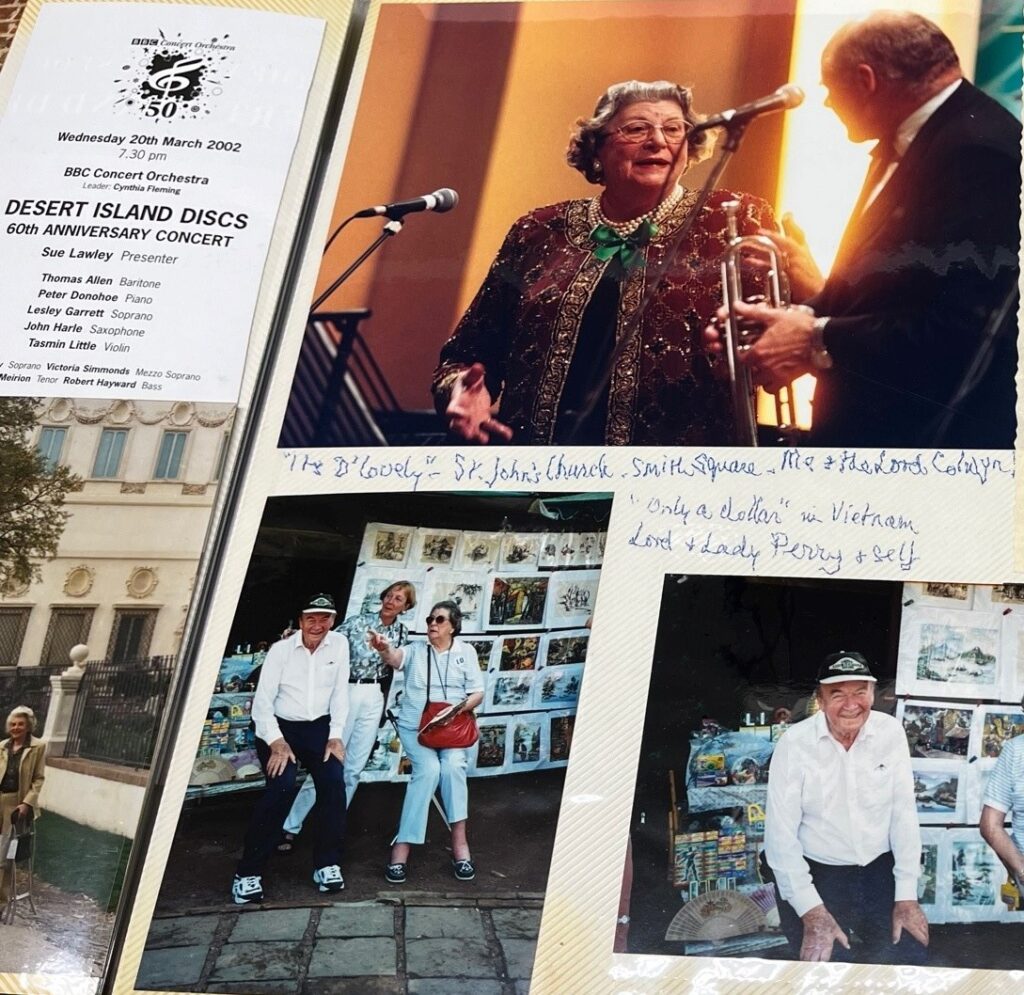 BBC Concert Orchestra
50
Wednesday 20th March 2002
7.30 pm
BBC Concert Orchestra
Leader: Cynthia Fleming
DESERT ISLAND DISCS
60th ANNIVERSARY CONCERT
Sue Lawley Presenter
Thomas Allen Baritone
Peter Donohoe Piano
Lesley Garrett Soprano
John Harle Saxophone
Tasmin Little Violin
Soprano Victoria Simmonds Mezzo Soprano
Meirion Tenor Robert Hayward Bass
"It's D'lovely" - St. John's Church - Smith Square - Me & Lord Colwyn
"Only a dollar" in Vietnam
Lord & Lady Perry & self